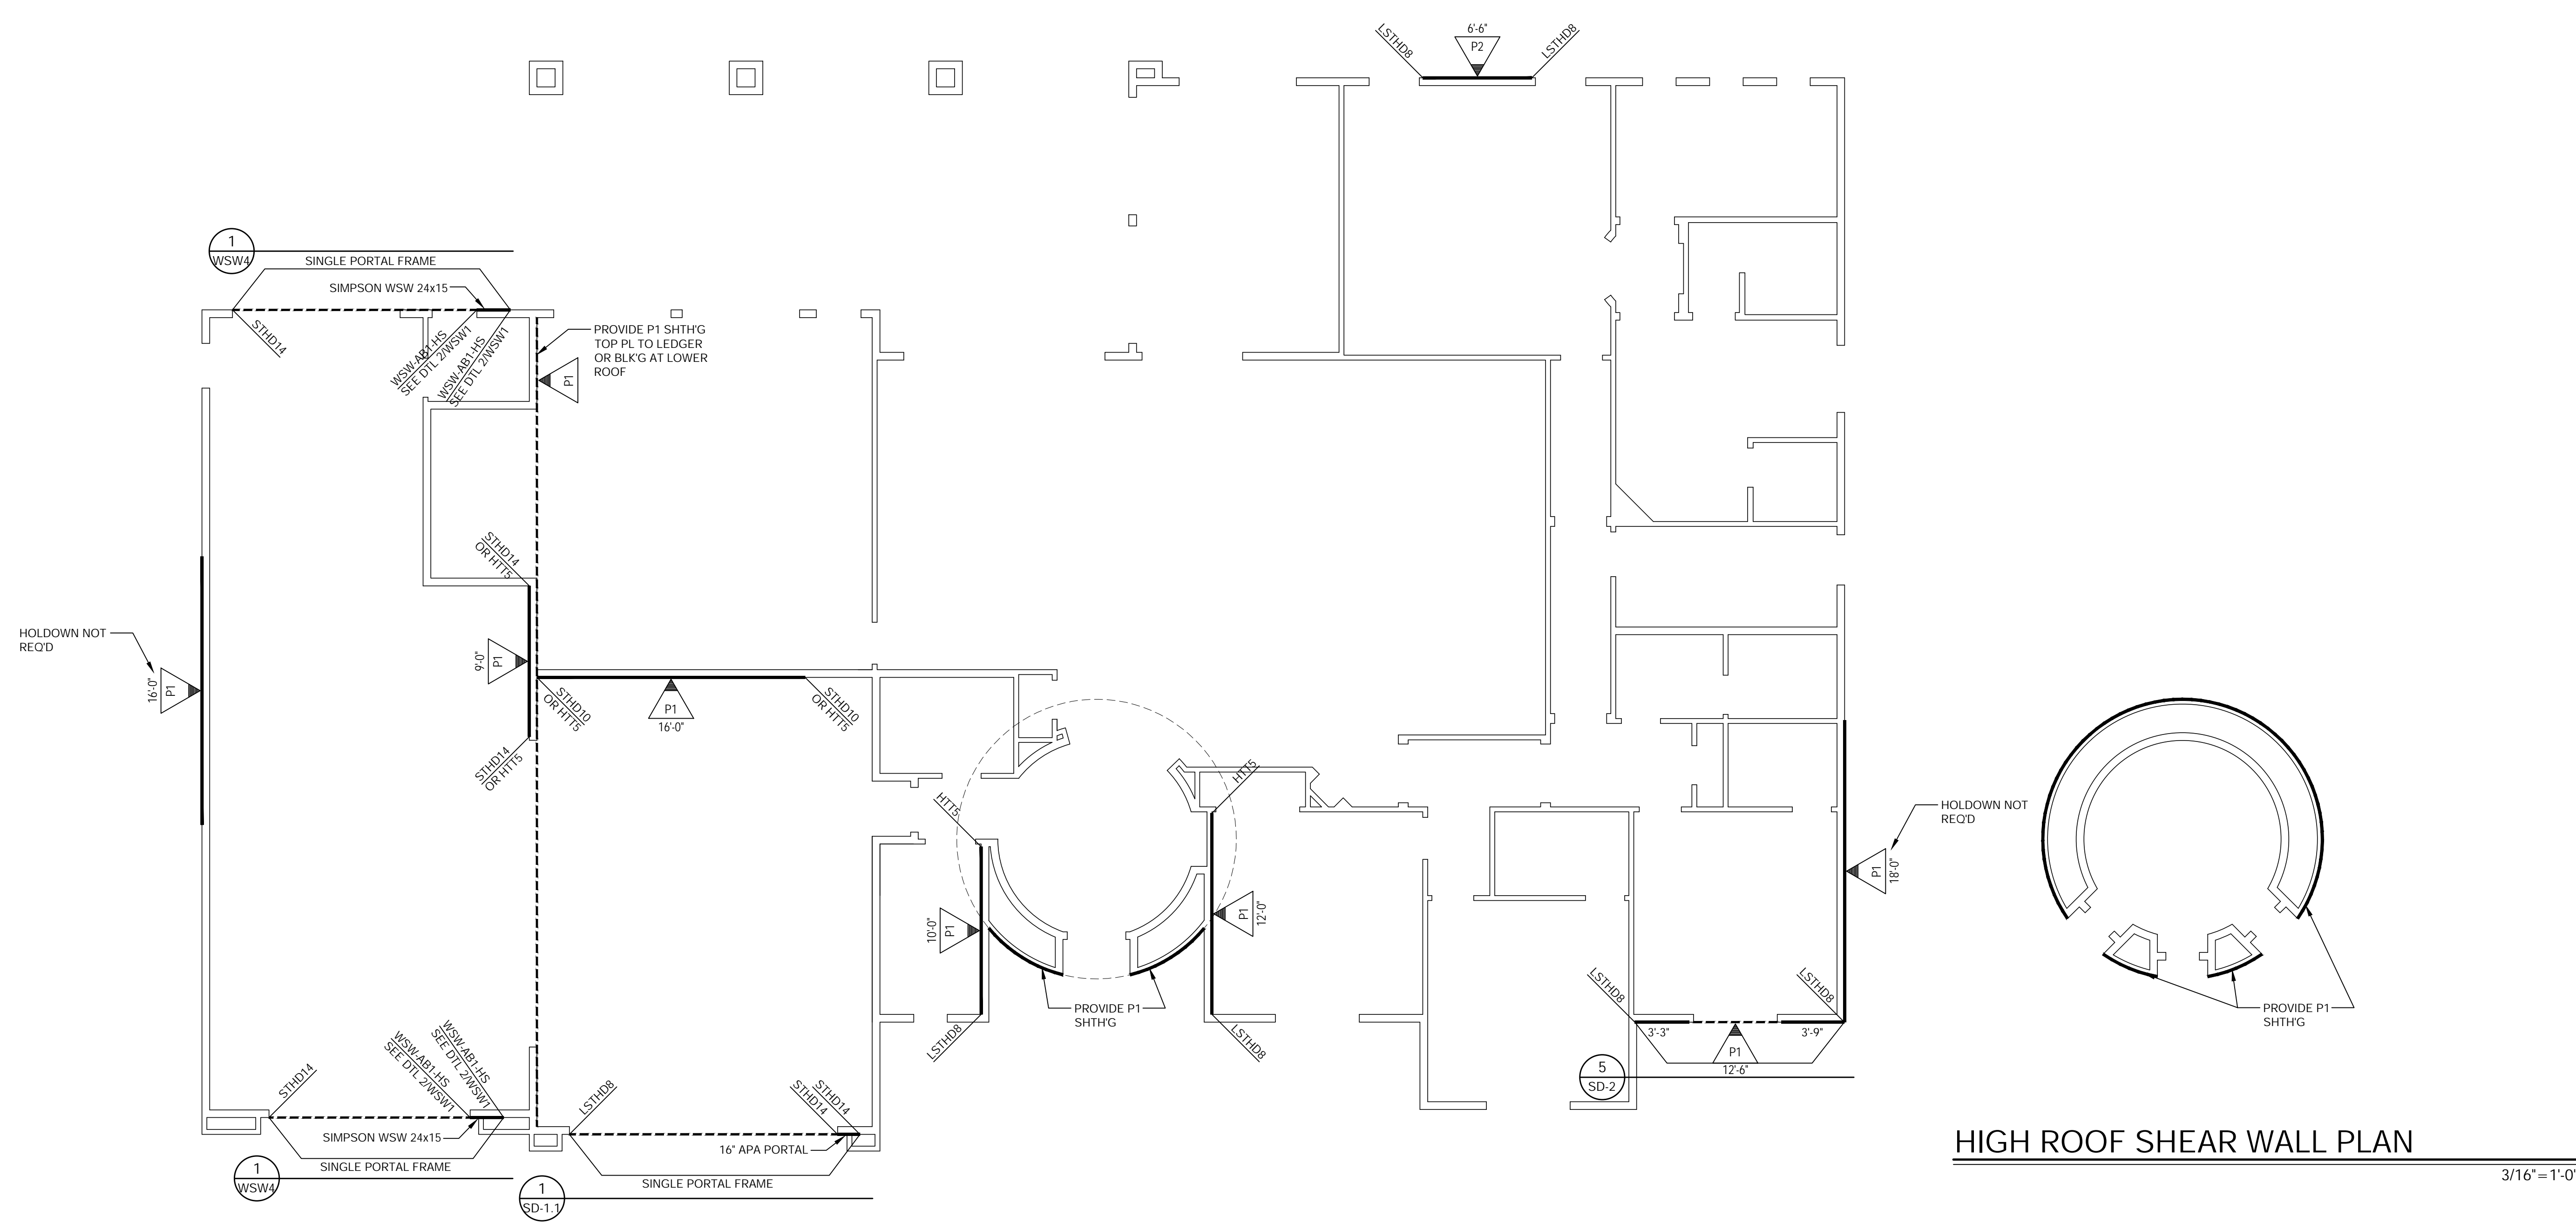 LSTHD8
6'-6"
P2
LSTHD8
1
WSW4
SINGLE PORTAL FRAME
SIMPSON WSW 24x15
STHD14
WSW-AB1-HS
SEE DTL 2/WSW1
WSW-AB1-HS
SEE DTL 2/WSW1
PROVIDE P1 SHTH'G
TOP PL TO LEDGER
OR BLK'G AT LOWER
ROOF
P1
STHD14
OR HTT5
HOLDOWN NOT
REQ'D
16'-0"
P1
9'-0"
P1
STHD10
OR HTT5
P1
16'-0"
STHD10
OR HTT5
STHD14
OR HTT5
HTT5
HTT5
10'-0"
P1
P1
12'-0"
HOLDOWN NOT
REQ'D
P1
18'-0"
PROVIDE P1
SHTH'G
LSTHD8
LSTHD8
LSTHD8
LSTHD8
3'-3"
3'-9"
P1
12'-6"
5
SD-2
PROVIDE P1
SHTH'G
STHD14
WSW-AB1-HS
SEE DTL 2/WSW1
WSW-AB1-HS
SEE DTL 2/WSW1
SIMPSON WSW 24x15
SINGLE PORTAL FRAME
1
WSW4
LSTHD8
STHD14
STHD14
16" APA PORTAL
SINGLE PORTAL FRAME
1
SD-1.1
HIGH ROOF SHEAR WALL PLAN
3/16"=1'-0"